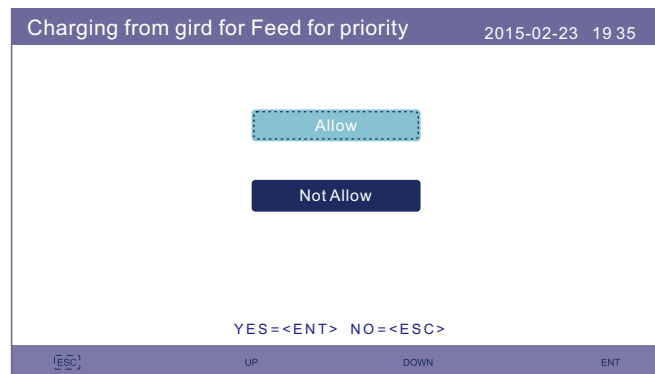 Charging from gird for Feed for priority 2015-02-23 19 35
Allow
Not Allow
YES=<ENT> NO=<ESC>
ESC UP DOWN ENT